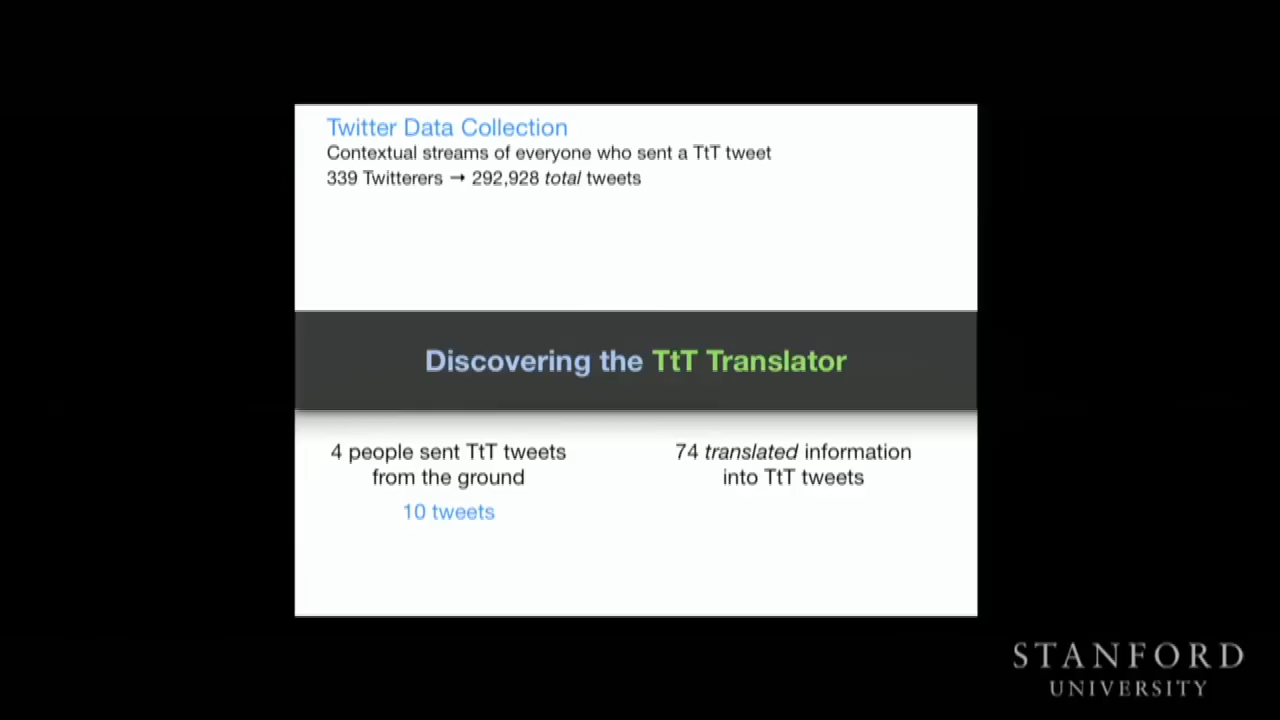 Twitter Data Collection
Contextual streams of everyone who sent a TtT tweet
339 Twitterers → 292,928 total tweets
Discovering the TtT Translator
4 people sent TtT tweets
from the ground
10 tweets
74 translated information
into TtT tweets
STANFORD
UNIVERSITY